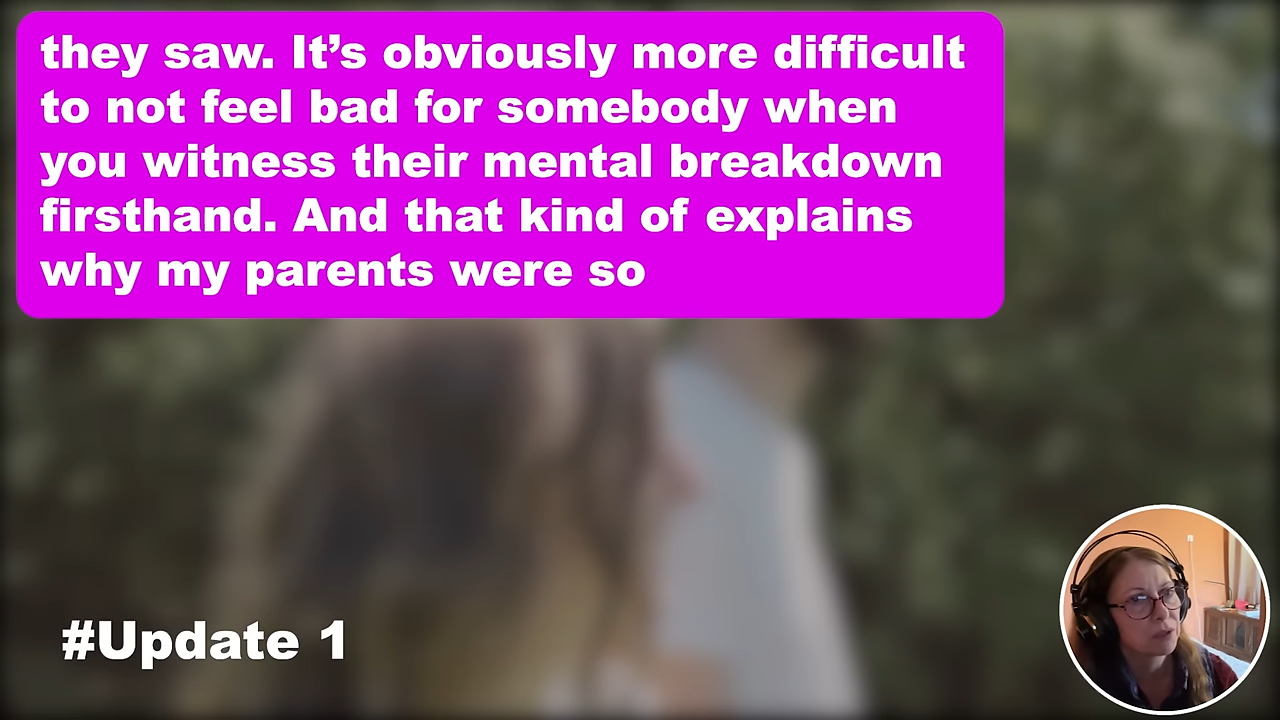 they saw. It’s obviously more difficult
to not feel bad for somebody when
you witness their mental breakdown
firsthand. And that kind of explains
why my parents were so
#Update 1